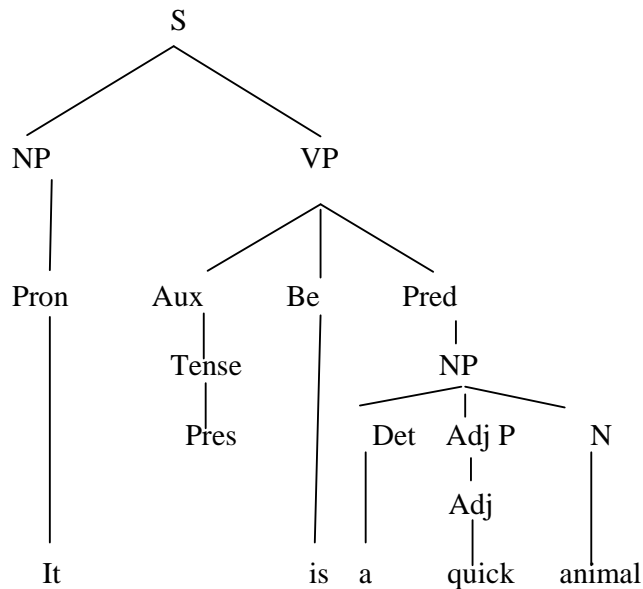 S
NP VP
Pron Aux Be Pred
Tense NP
Pres Det Adj P N
Adj
It is a quick animal